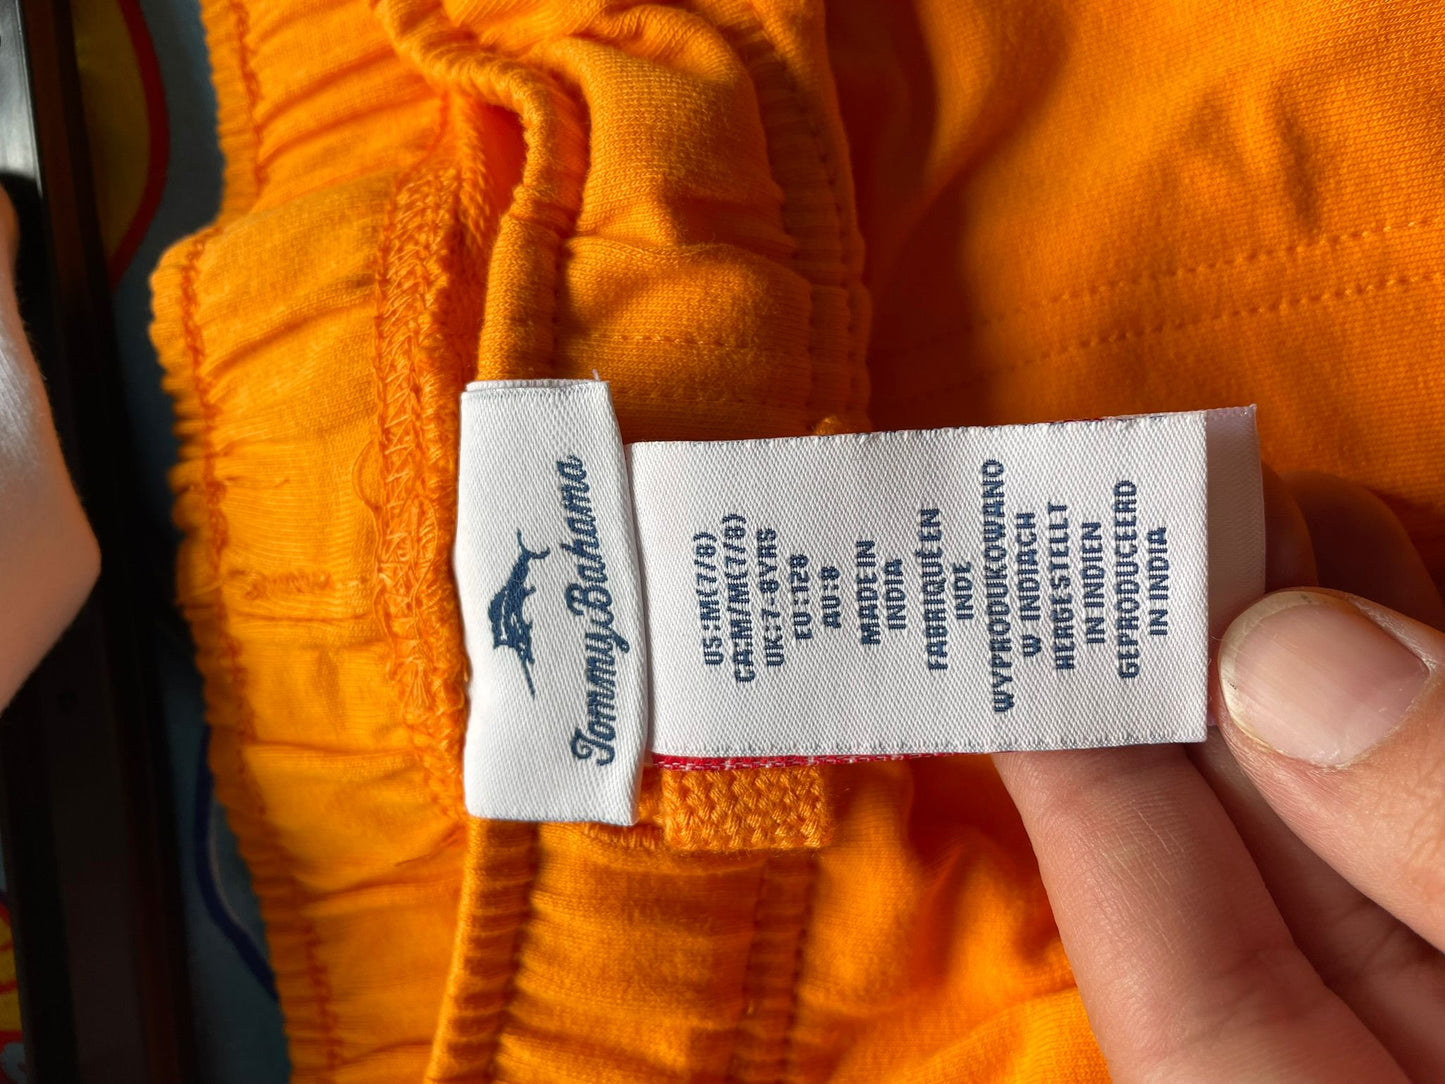 Tommy Bahama
US:M(7/8)
CA:M/M(7/8)
UK:7-8YRS
EU:128
AU:8
MADE IN
INDIA
FABRIQUÉ EN
INDE
WYPRODUKOWANO
W INDIACH
HERGESTELLT
IN INDIEN
GEPRODUCEERD
IN INDIA